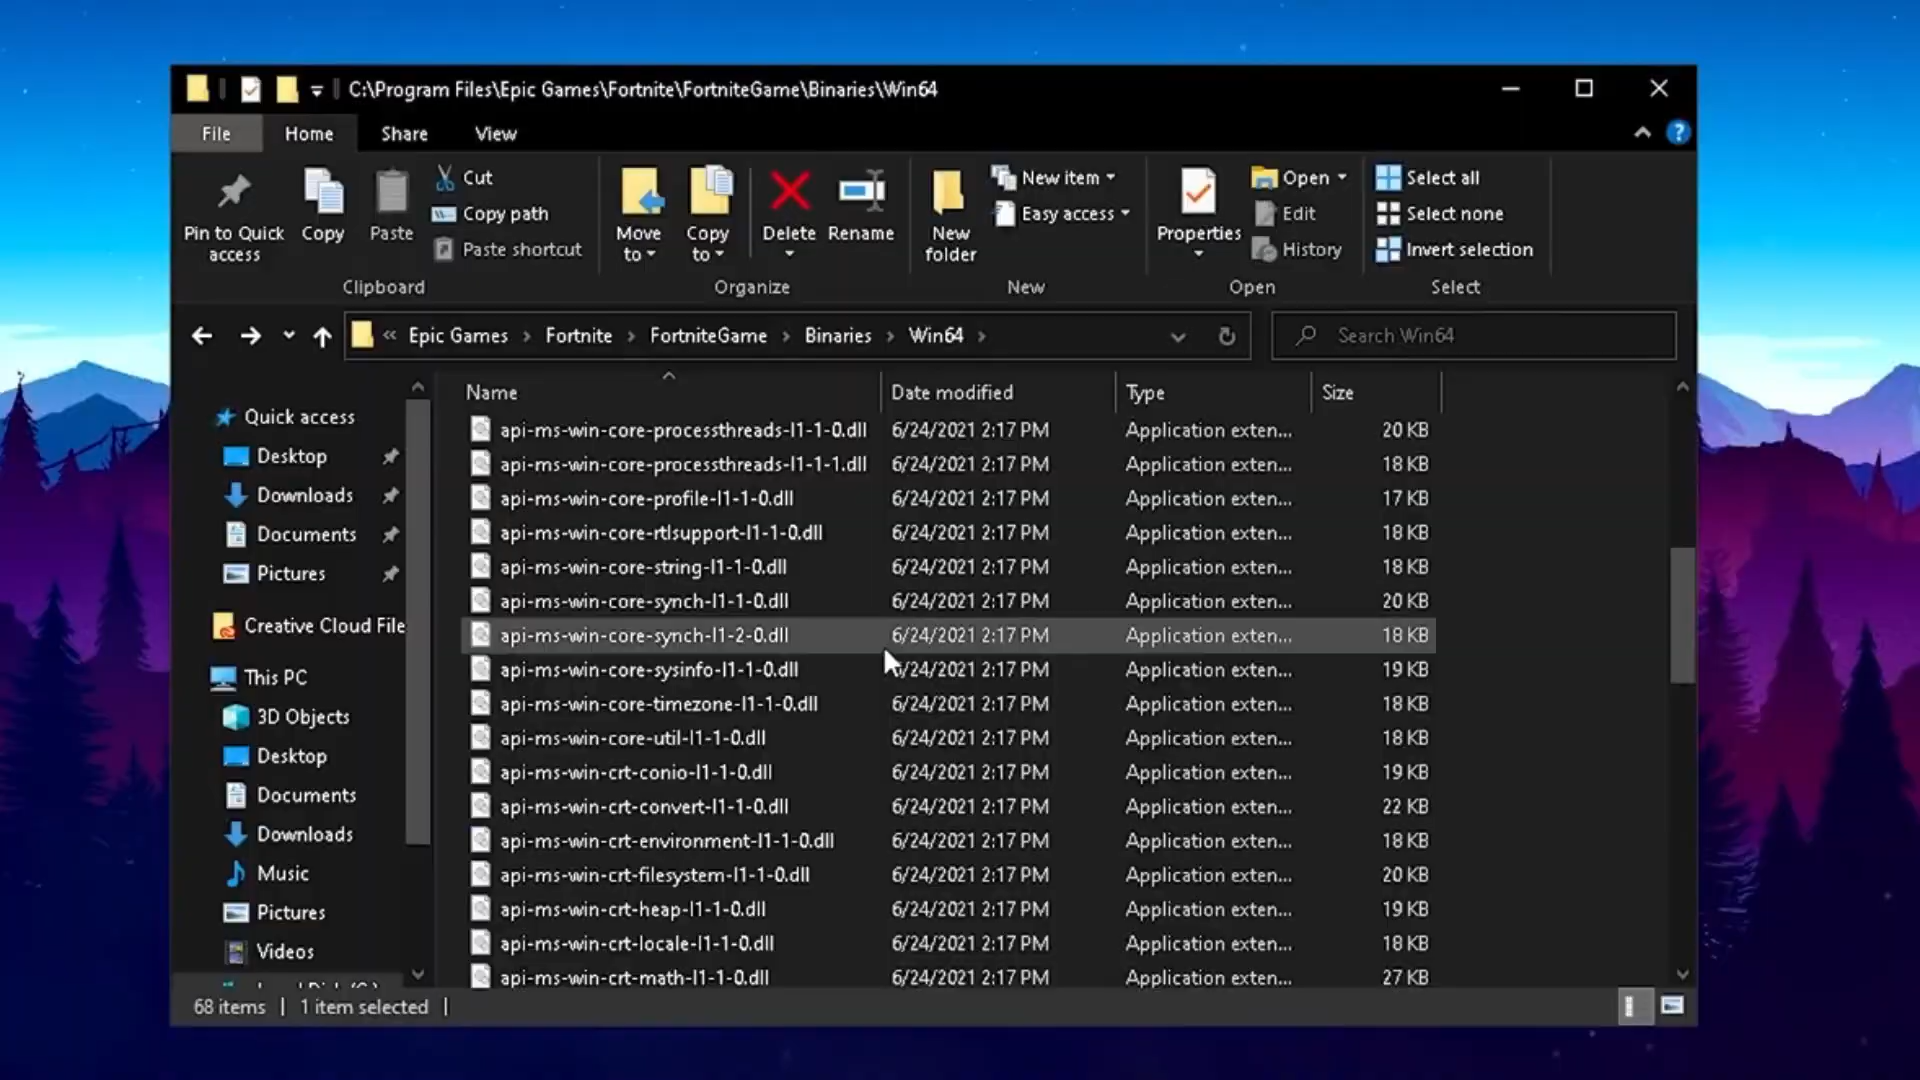 C:\Program Files\Epic Games\Fortnite\FortniteGame\Binaries\Win64
File Home Share View
Pin to Quick access
Copy
Paste
Cut
Copy path
Paste shortcut
Clipboard
Move to
Copy to
Delete
Rename
Organize
New folder
New item
Easy access
New
Properties
Open
Edit
History
Open
Select all
Select none
Invert selection
Select
« Epic Games › Fortnite › FortniteGame › Binaries › Win64 ›
Search Win64
Quick access
Desktop
Downloads
Documents
Pictures
Creative Cloud File
This PC
3D Objects
Desktop
Documents
Downloads
Music
Pictures
Videos
Name Date modified Type Size
api-ms-win-core-processthreads-l1-1-0.dll 6/24/2021 2:17 PM Application exten... 20 KB
api-ms-win-core-processthreads-l1-1-1.dll 6/24/2021 2:17 PM Application exten... 18 KB
api-ms-win-core-profile-l1-1-0.dll 6/24/2021 2:17 PM Application exten... 17 KB
api-ms-win-core-rtlsupport-l1-1-0.dll 6/24/2021 2:17 PM Application exten... 18 KB
api-ms-win-core-string-l1-1-0.dll 6/24/2021 2:17 PM Application exten... 18 KB
api-ms-win-core-synch-l1-1-0.dll 6/24/2021 2:17 PM Application exten... 20 KB
api-ms-win-core-synch-l1-2-0.dll 6/24/2021 2:17 PM Application exten... 18 KB
api-ms-win-core-sysinfo-l1-1-0.dll /24/2021 2:17 PM Application exten... 19 KB
api-ms-win-core-timezone-l1-1-0.dll 6/24/2021 2:17 PM Application exten... 18 KB
api-ms-win-core-util-l1-1-0.dll 6/24/2021 2:17 PM Application exten... 18 KB
api-ms-win-crt-conio-l1-1-0.dll 6/24/2021 2:17 PM Application exten... 19 KB
api-ms-win-crt-convert-l1-1-0.dll 6/24/2021 2:17 PM Application exten... 22 KB
api-ms-win-crt-environment-l1-1-0.dll 6/24/2021 2:17 PM Application exten... 18 KB
api-ms-win-crt-filesystem-l1-1-0.dll 6/24/2021 2:17 PM Application exten... 20 KB
api-ms-win-crt-heap-l1-1-0.dll 6/24/2021 2:17 PM Application exten... 19 KB
api-ms-win-crt-locale-l1-1-0.dll 6/24/2021 2:17 PM Application exten... 18 KB
api-ms-win-crt-math-l1-1-0.dll 6/24/2021 2:17 PM Application exten... 27 KB
68 items | 1 item selected |